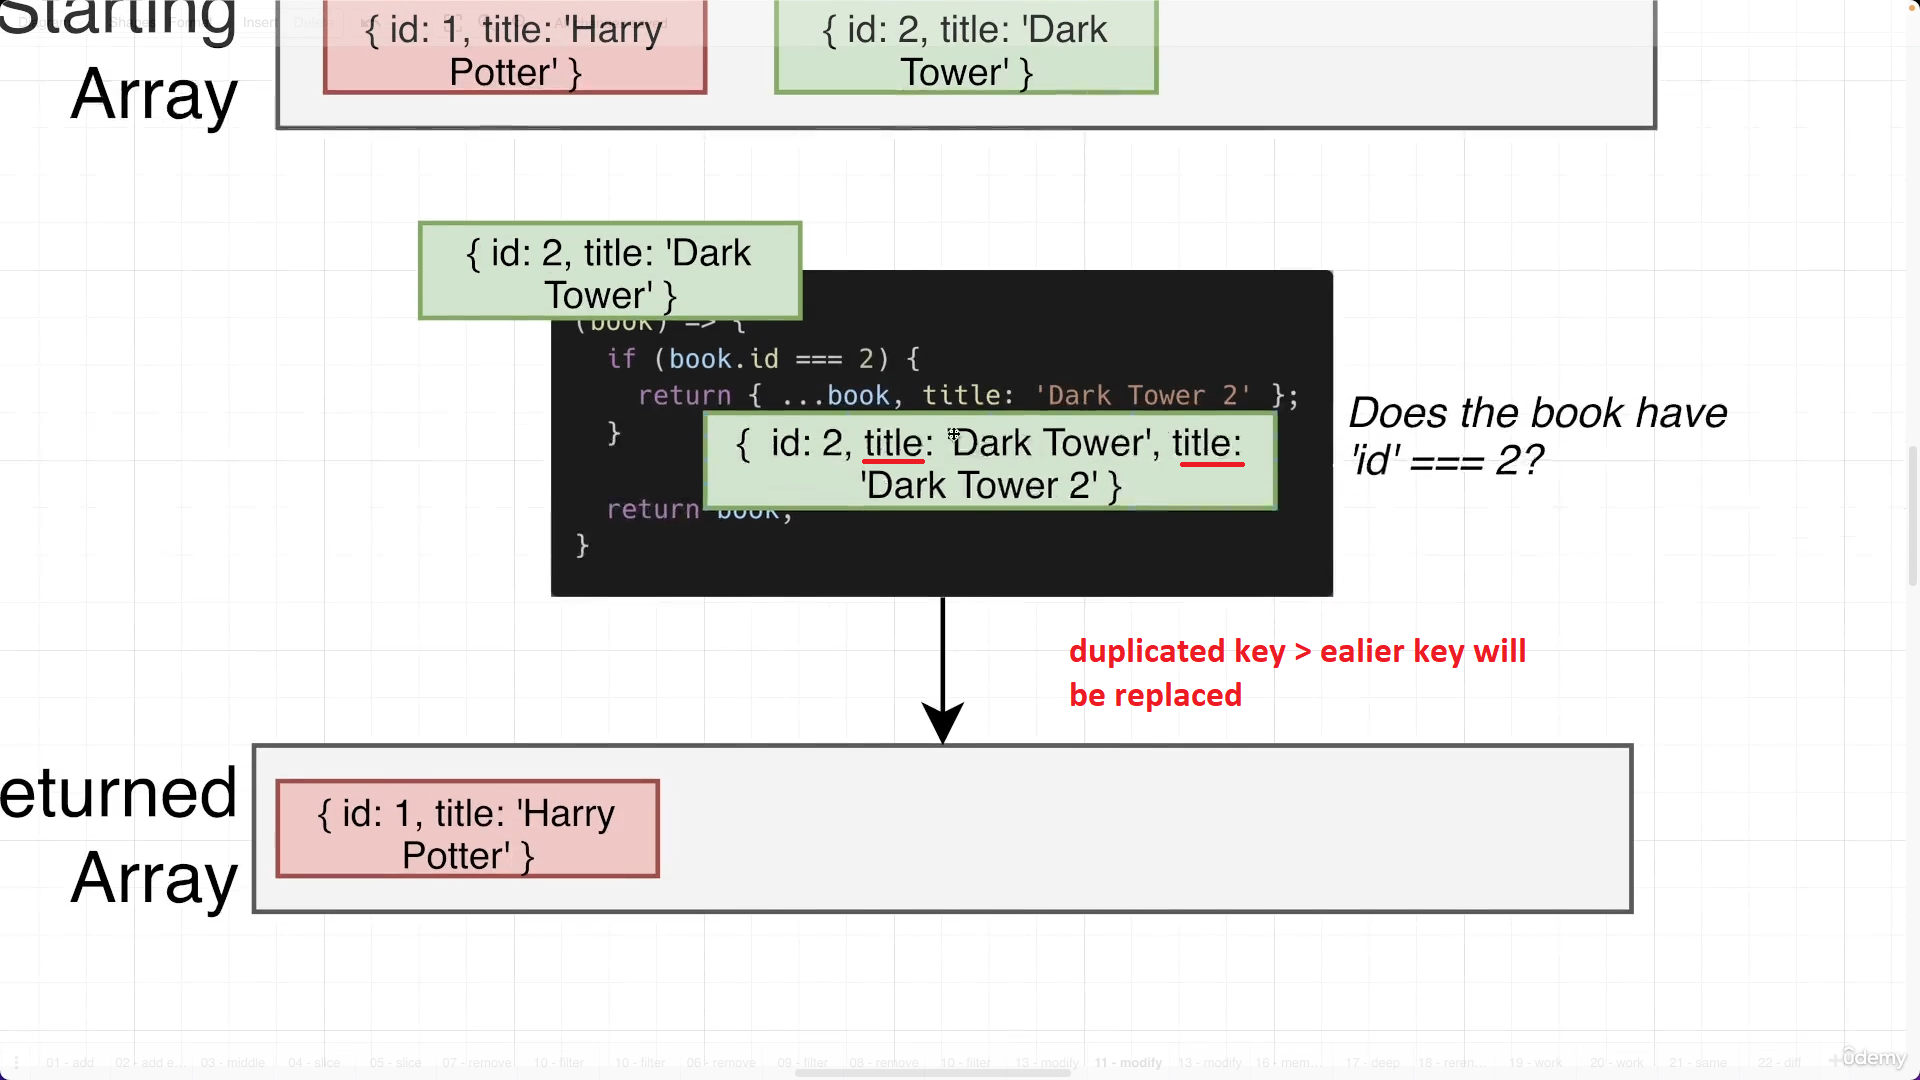 Starting
Array
{ id: 1, title: 'Harry
Potter' }
{ id: 2, title: 'Dark
Tower' }
{ id: 2, title: 'Dark
Tower' }
(book) => {
if (book.id === 2) {
return { ...book, title: 'Dark Tower 2' };
}
{ id: 2, title: 'Dark Tower', title:
'Dark Tower 2' }
return book;
}
Does the book have
'id' === 2?
duplicated key > ealier key will
be replaced
eturned
Array
{ id: 1, title: 'Harry
Potter' }
01 - add 02 - add e... 03 - middle 04 - slice 05 - slice 07 - remove 10 - filter 10 - filter 06 - remove 09 - filter 08 - remove 10 - filter 13 - modify 11 - modify 13 - modify 16 - mem... 17 - deep 18 - reren... 19 - work 20 - work 21 - same 22 - diff
ûdemy